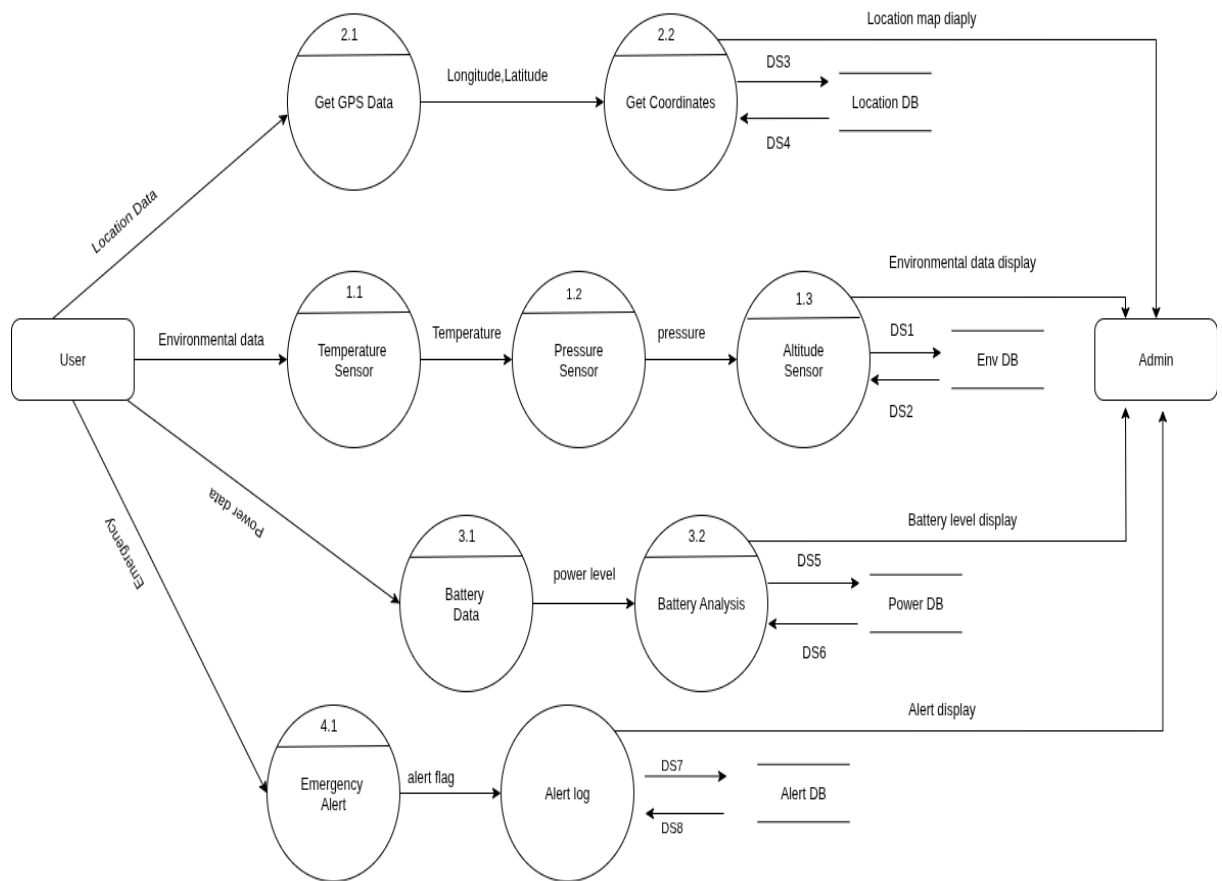 2.1
Get GPS Data
Longitude,Latitude
2.2
Get Coordinates
Location map diaply
DS3
Location DB
DS4
Location Data
User
Environmental data
1.1
Temperature
Sensor
Temperature
1.2
Pressure
Sensor
pressure
1.3
Altitude
Sensor
Environmental data display
DS1
Env DB
DS2
Admin
Power data
3.1
Battery
Data
power level
3.2
Battery Analysis
Battery level display
DS5
Power DB
DS6
Emergency
4.1
Emergency
Alert
alert flag
Alert log
Alert display
DS7
Alert DB
DS8